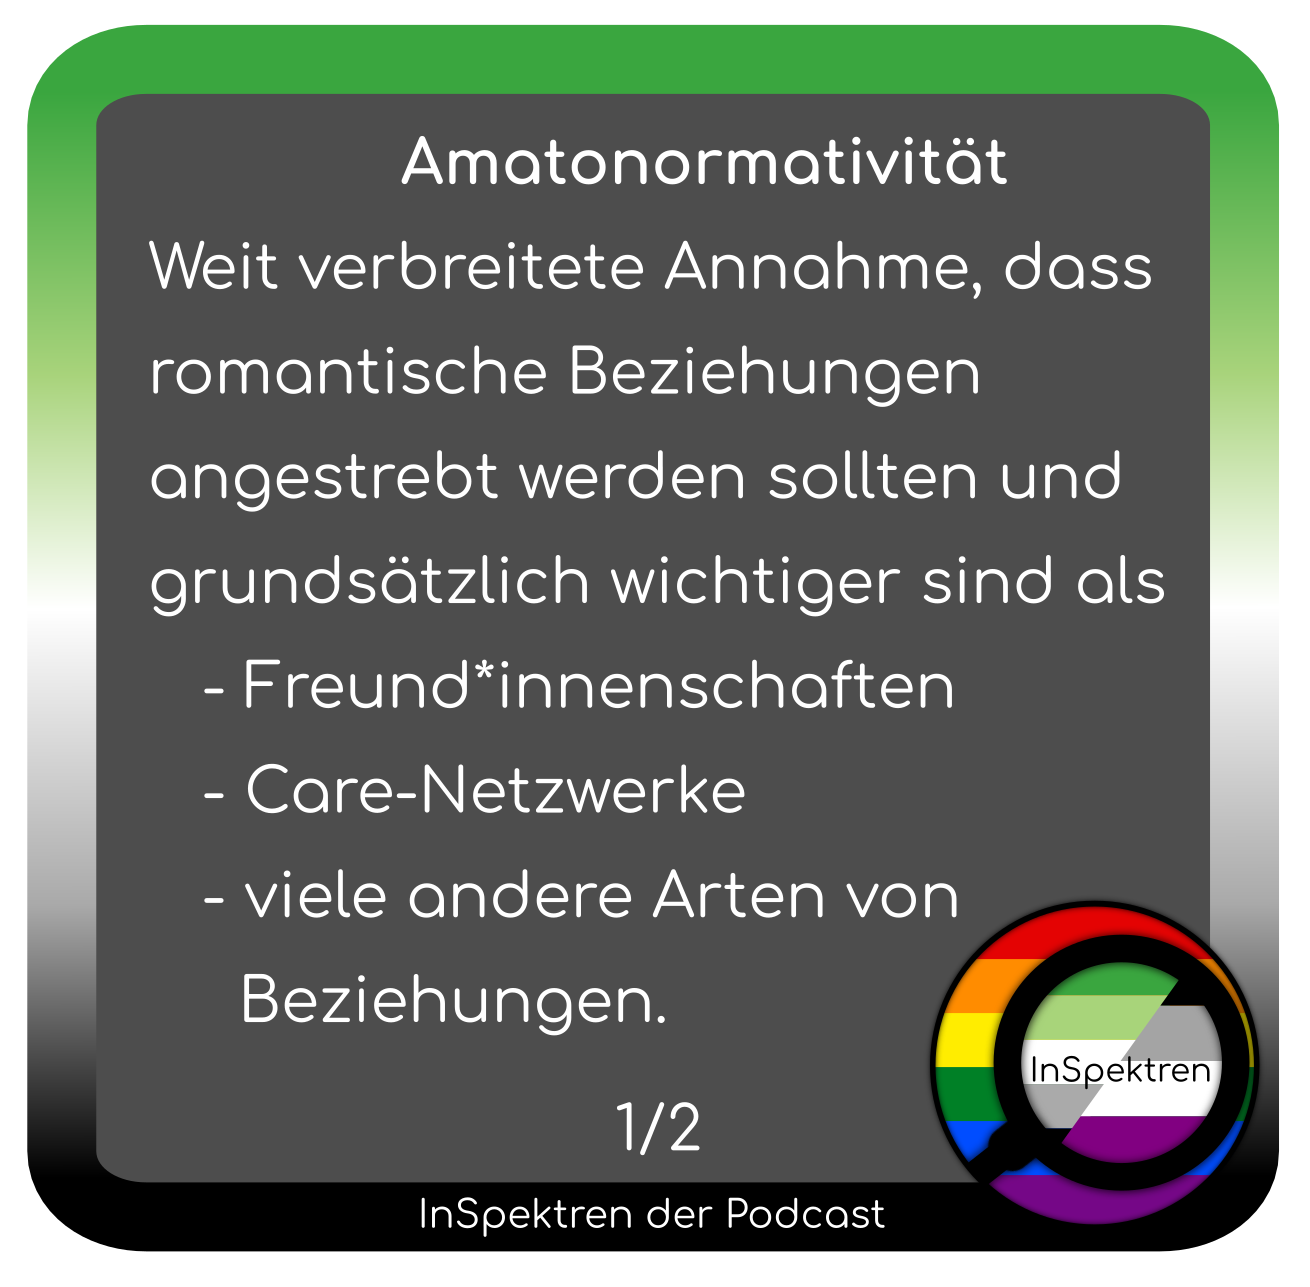 Amatonormativität
Weit verbreitete Annahme, dass
romantische Beziehungen
angestrebt werden sollten und
grundsätzlich wichtiger sind als
- Freund*innenschaften
- Care-Netzwerke
- viele andere Arten von
Beziehungen.
InSpektren
1/2
InSpektren der Podcast